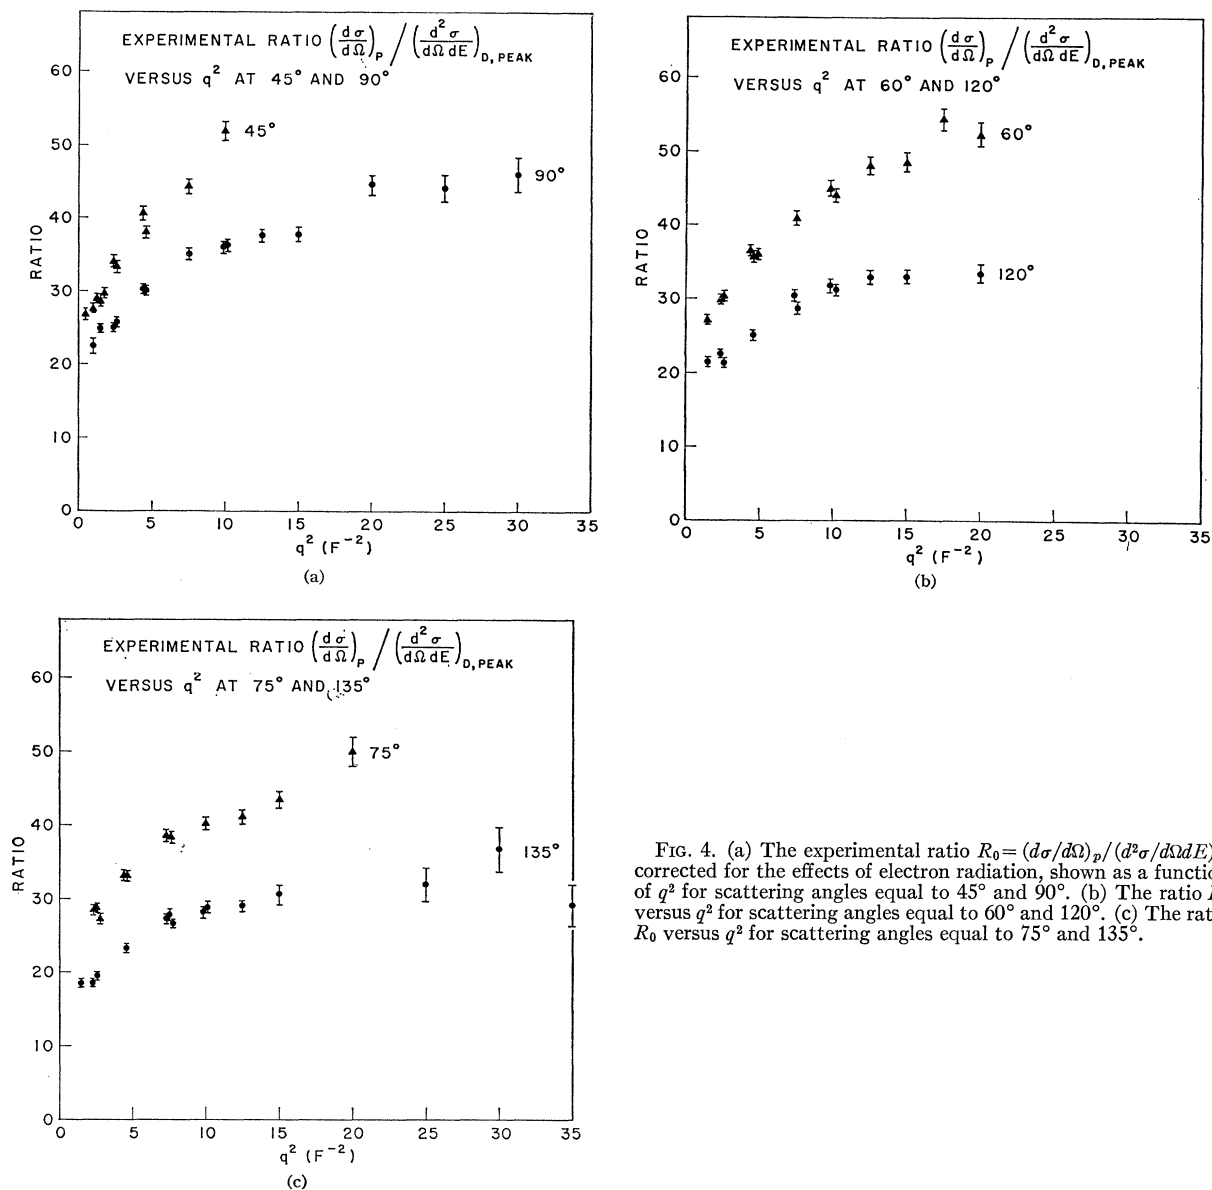 EXPERIMENTAL RATIO (dσ/dΩ)P / (d²σ/dΩ dE)D, PEAK
VERSUS q² AT 45° AND 90°
60
50
40
30
20
10
0
RATIO
45°
90°
0 5 10 15 20 25 30 35
q² (F⁻²)
(a)
EXPERIMENTAL RATIO (dσ/dΩ)P / (d²σ/dΩ dE)D, PEAK
VERSUS q² AT 60° AND 120°
60
50
40
30
20
10
0
RATIO
60°
120°
0 5 10 15 20 25 30 35
q² (F⁻²)
(b)
EXPERIMENTAL RATIO (dσ/dΩ)P / (d²σ/dΩ dE)D, PEAK
VERSUS q² AT 75° AND 135°
60
50
40
30
20
10
0
RATIO
75°
135°
0 5 10 15 20 25 30 35
q² (F⁻²)
(c)
FIG. 4. (a) The experimental ratio R₀=(dσ/dΩ)p/(d²σ/dΩdE)
corrected for the effects of electron radiation, shown as a functio
of q² for scattering angles equal to 45° and 90°. (b) The ratio
versus q² for scattering angles equal to 60° and 120°. (c) The rat
R₀ versus q² for scattering angles equal to 75° and 135°.